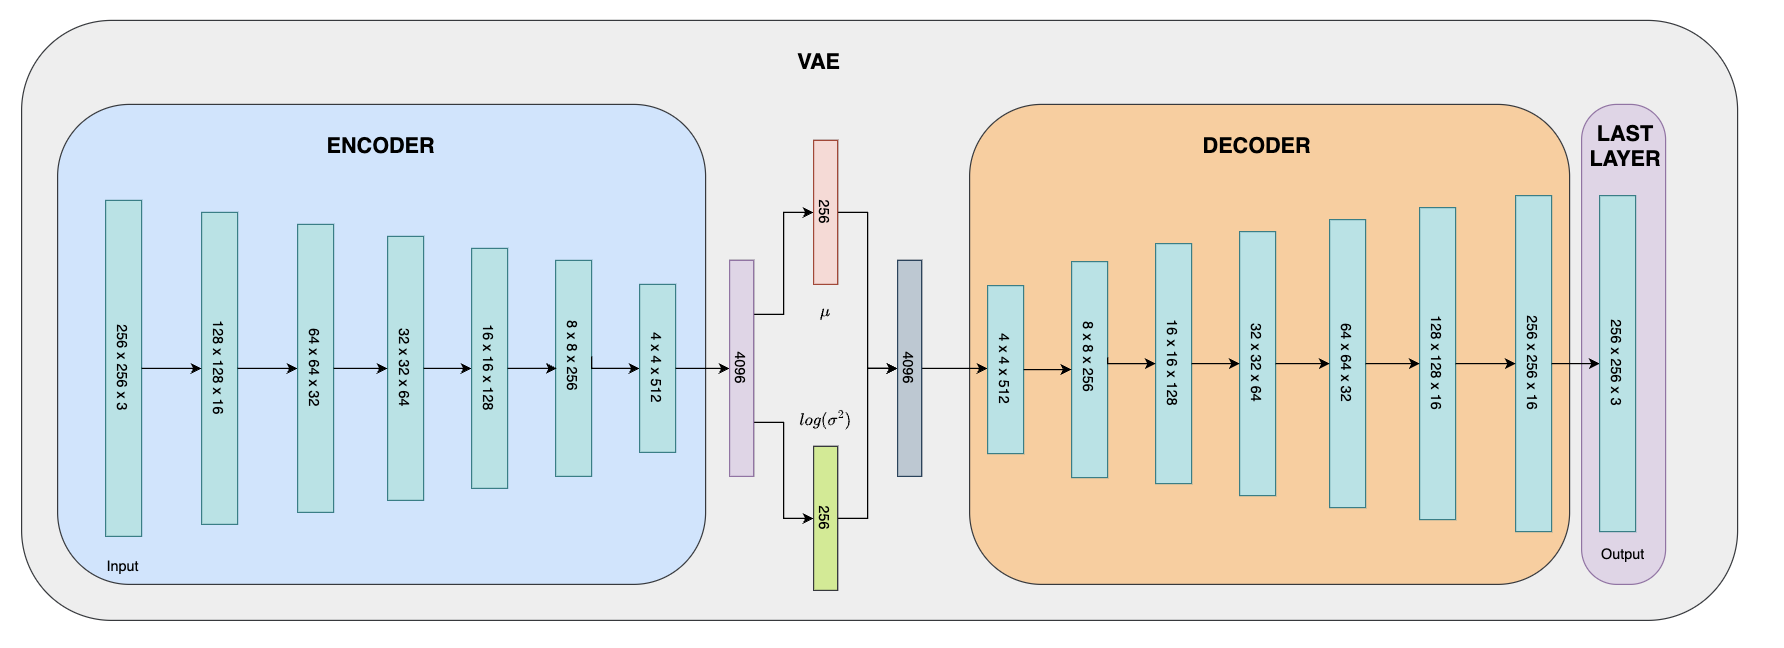 VAE
ENCODER
256 x 256 x 3
128 x 128 x 16
64 x 64 x 32
32 x 32 x 64
16 x 16 x 128
8 x 8 x 256
4 x 4 x 512
Input
4096
256
μ
log(σ²)
256
4096
DECODER
4 x 4 x 512
8 x 8 x 256
16 x 16 x 128
32 x 32 x 64
64 x 64 x 32
128 x 128 x 16
256 x 256 x 16
LAST
LAYER
256 x 256 x 3
Output